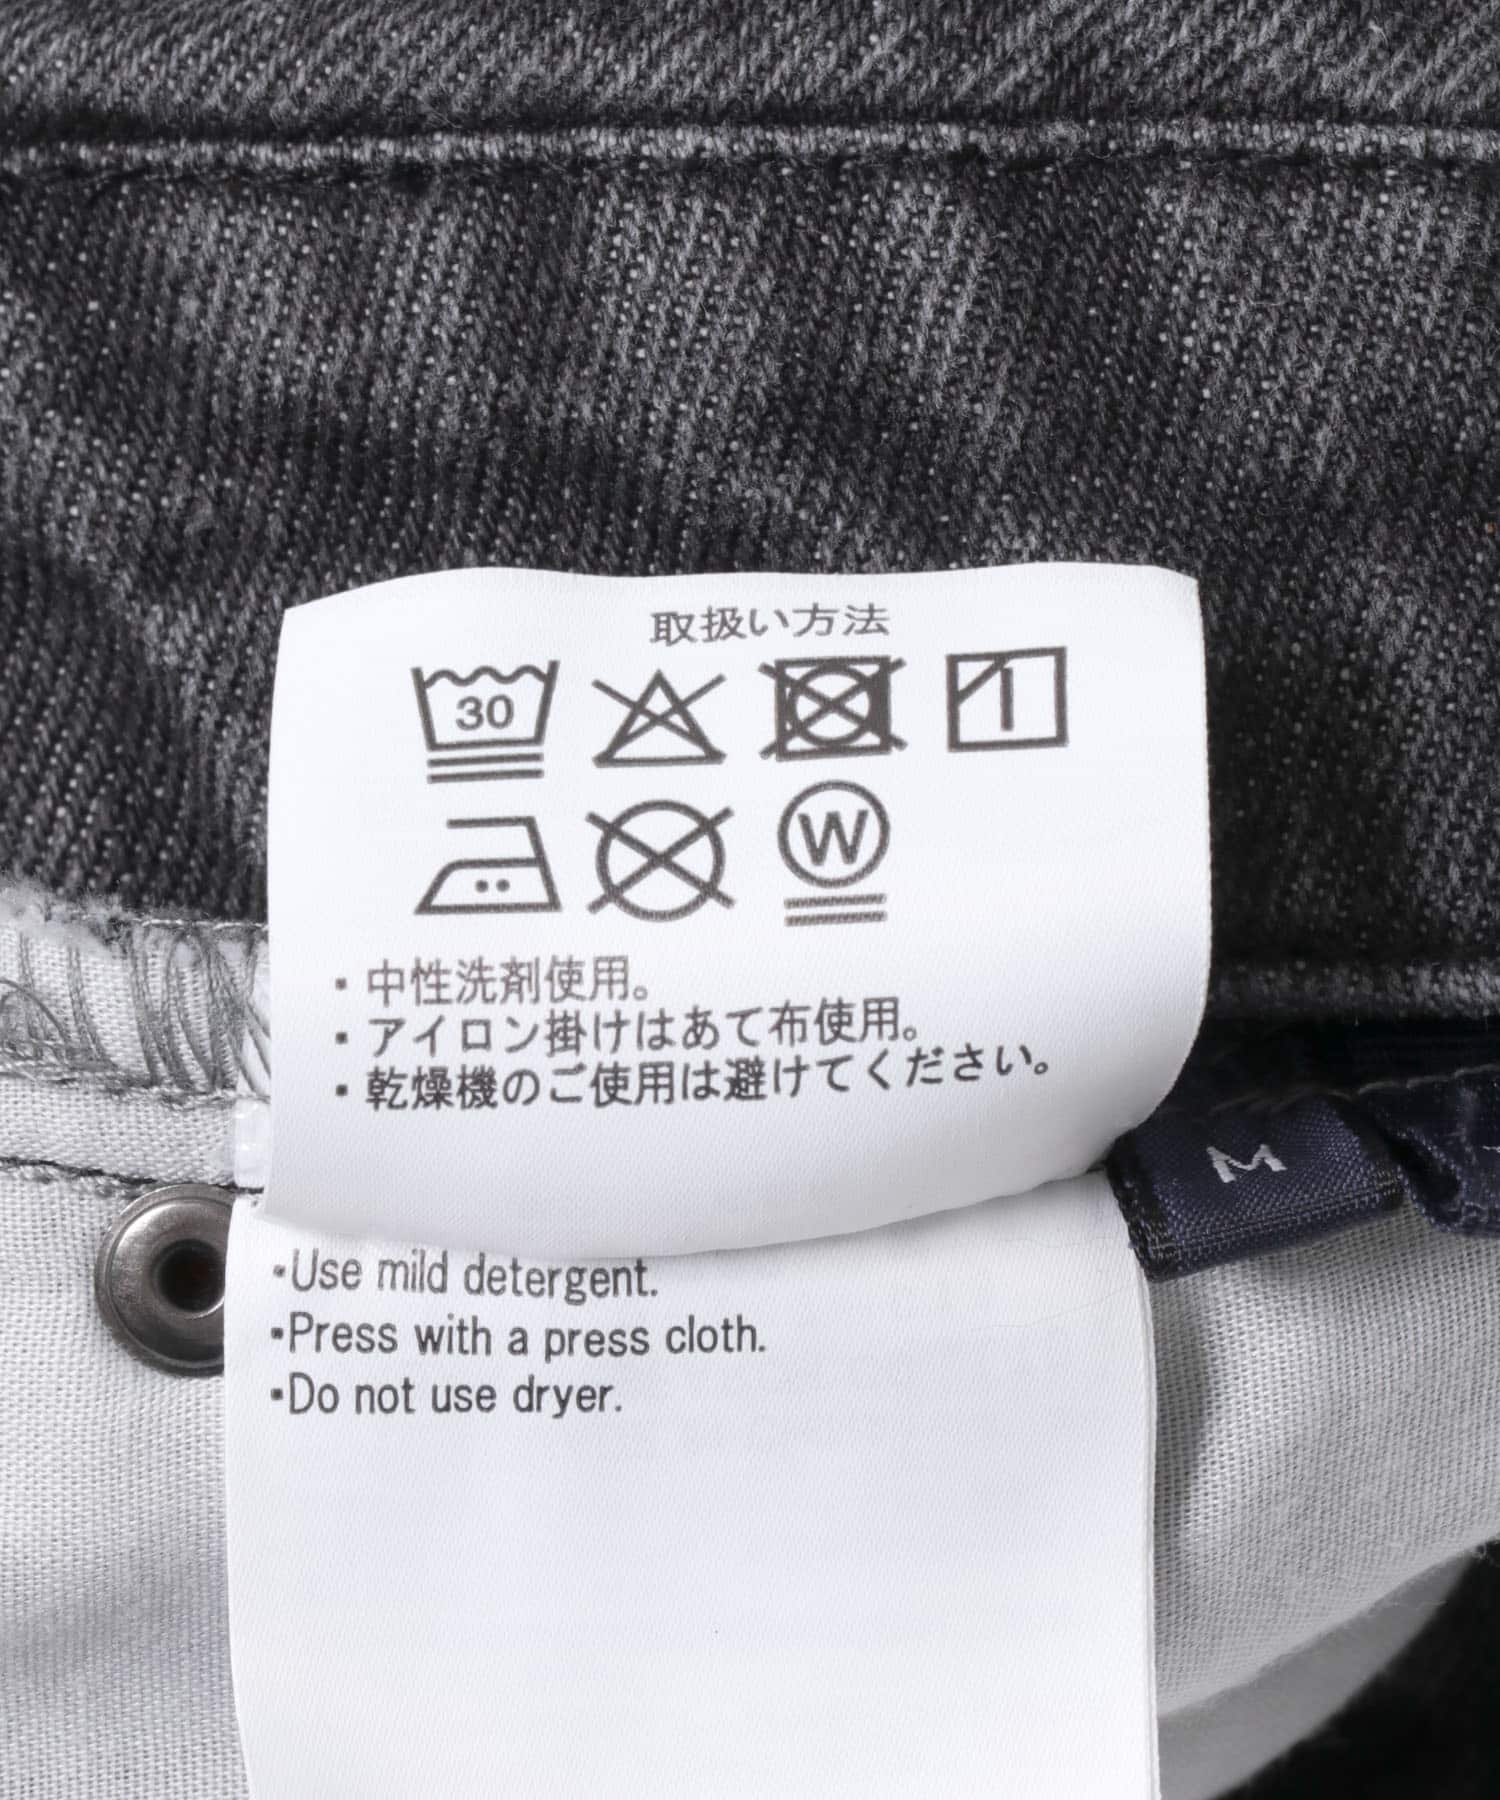 取扱い方法
30
W
・中性洗剤使用。
・アイロン掛けはあて布使用。
・乾燥機のご使用は避けてください。
M
・Use mild detergent.
・Press with a press cloth.
・Do not use dryer.